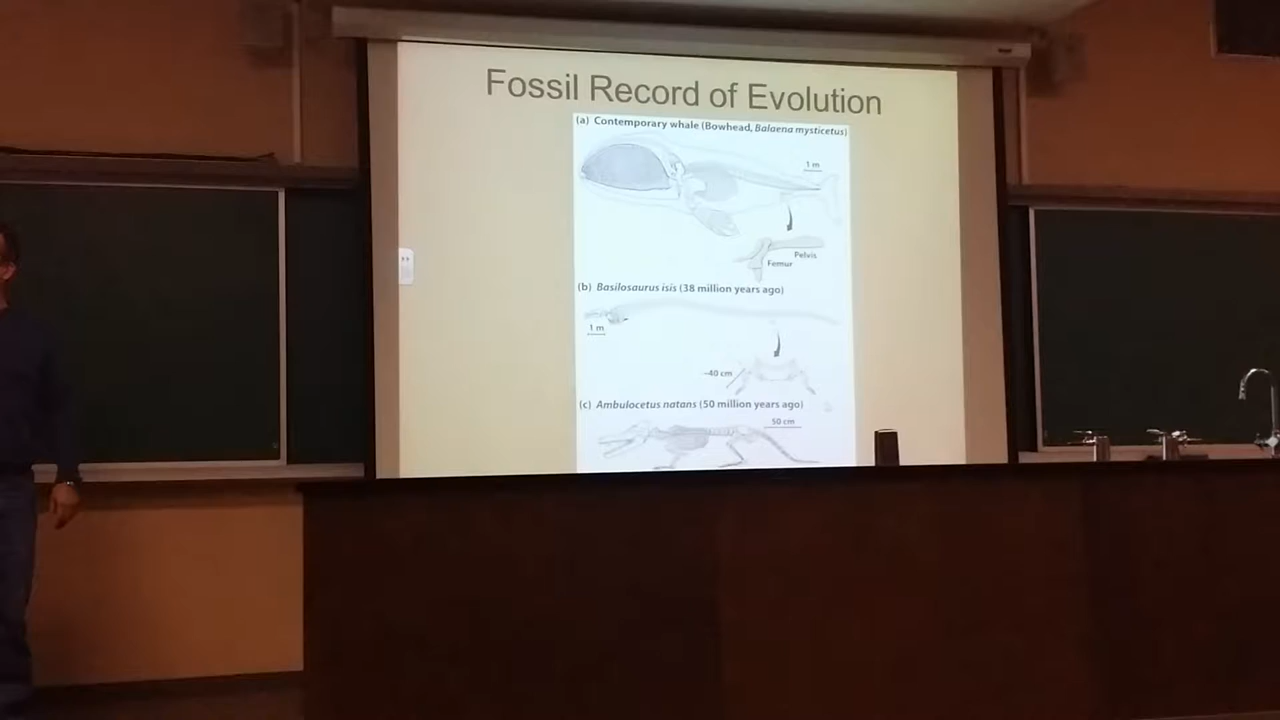 Fossil Record of Evolution
(a) Contemporary whale (Bowhead, Balaena mysticetus)
1 m
Pelvis
Femur
(b) Basilosaurus isis (38 million years ago)
1 m
~40 cm
(c) Ambulocetus natans (50 million years ago)
50 cm